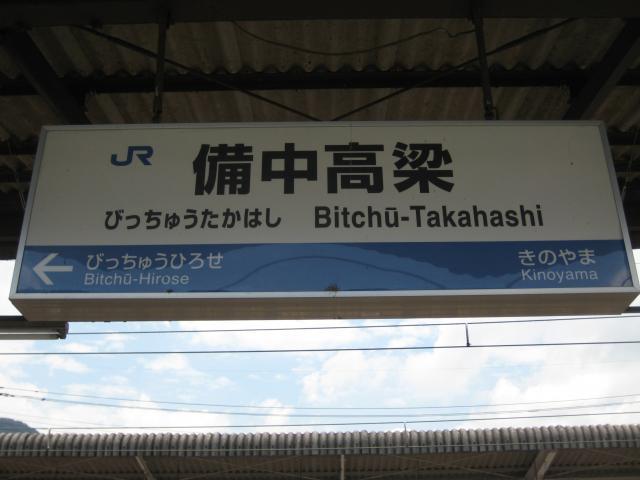 JR 備中高梁
びっちゅうたかはし Bitchū-Takahashi
びっちゅうひろせ きのやま
Bitchū-Hirose Kinoyama